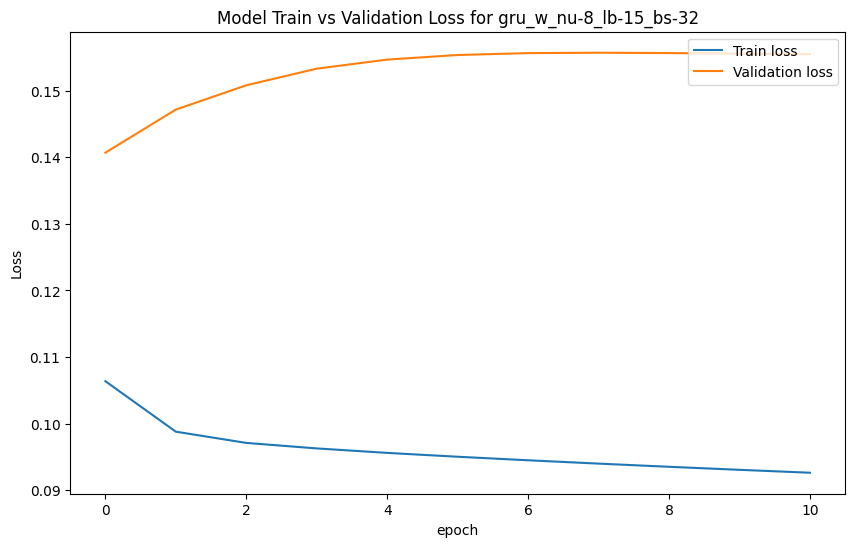 Model Train vs Validation Loss for gru_w_nu-8_lb-15_bs-32
Train loss
Validation loss
0.15
0.14
0.13
0.12
0.11
0.10
0.09
Loss
0 2 4 6 8 10
epoch